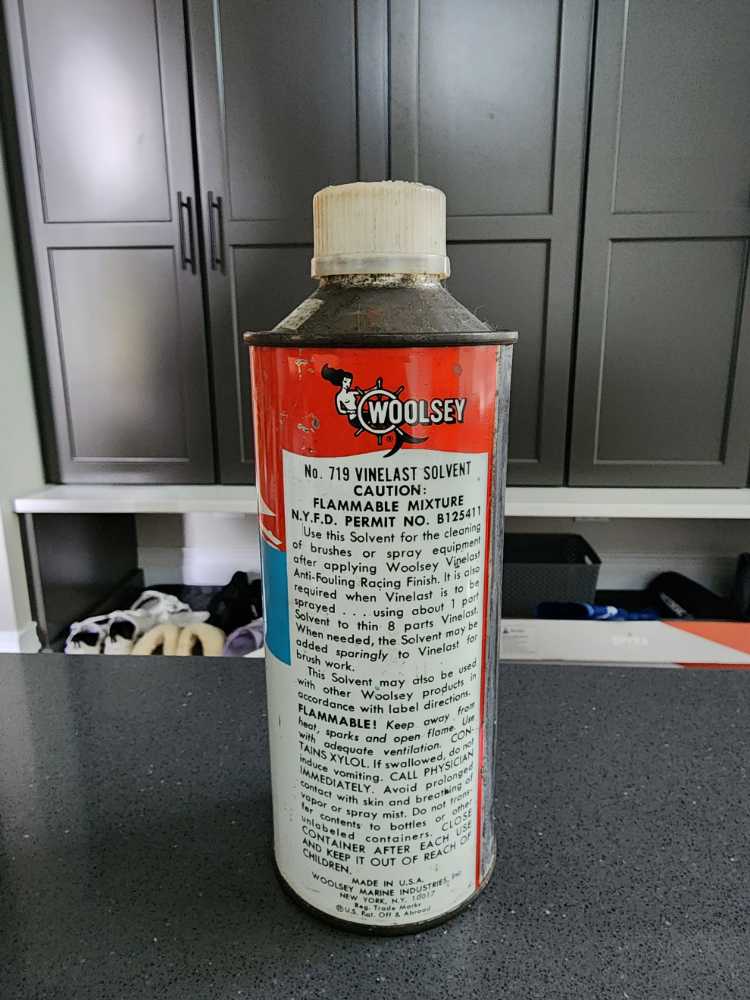 WOOLSEY
®
No. 719 VINELAST SOLVENT
CAUTION:
FLAMMABLE MIXTURE
N.Y.F.D. PERMIT NO. B125411
Use this Solvent for the cleaning
of brushes or spray equipment
after applying Woolsey Vinelast
Anti-Fouling Racing Finish. It is also
required when Vinelast is to be
sprayed . . . using about 1 part
Solvent to thin 8 parts Vinelast.
When needed, the Solvent may be
added sparingly to Vinelast for
brush work.
This Solvent may also be used
with other Woolsey products in
accordance with label directions.
FLAMMABLE! Keep away from
heat, sparks and open flame. Use
with adequate ventilation. CON-
TAINS XYLOL. If swallowed, do not
induce vomiting. CALL PHYSICIAN
IMMEDIATELY. Avoid prolonged
contact with skin and breathing of
vapor or spray mist. Do not trans-
fer contents to bottles or other
unlabeled containers. CLOSE
CONTAINER AFTER EACH USE
AND KEEP IT OUT OF REACH OF
CHILDREN.
MADE IN U.S.A.
WOOLSEY MARINE INDUSTRIES, Inc.
NEW YORK, N.Y. 10017
Reg. Trade Marks
®U.S. Pat. Off & Abroad